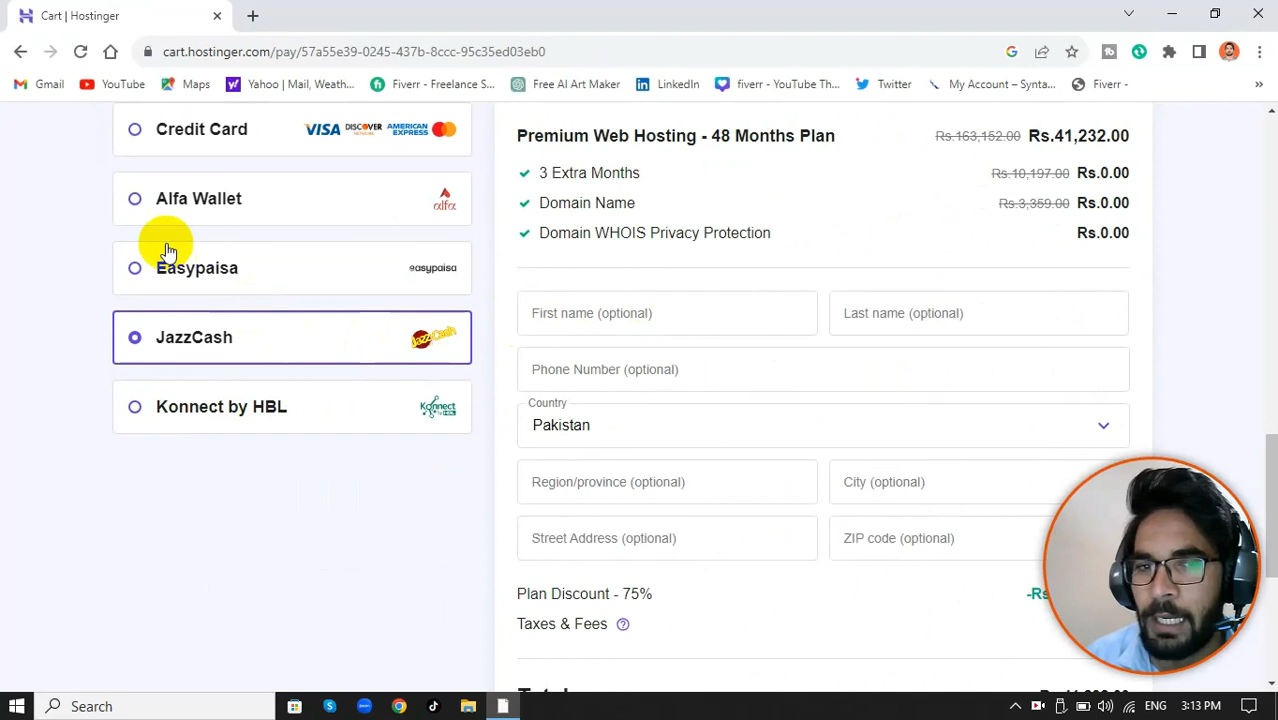 Cart | Hostinger
cart.hostinger.com/pay/57a55e39-0245-437b-8ccc-95c35ed03eb0
Gmail YouTube Maps Yahoo | Mail, Weath... Fiverr - Freelance S... Free AI Art Maker LinkedIn fiverr - YouTube Th... Twitter My Account – Synta... Fiverr -
Credit Card VISA DISCOVER NETWORK AMERICAN EXPRESS
Alfa Wallet alfa
Easypaisa easypaisa
JazzCash JazzCash
Konnect by HBL Konnect by HBL
Premium Web Hosting - 48 Months Plan Rs.163,152.00 Rs.41,232.00
3 Extra Months Rs.10,197.00 Rs.0.00
Domain Name Rs.3,359.00 Rs.0.00
Domain WHOIS Privacy Protection Rs.0.00
First name (optional) Last name (optional)
Phone Number (optional)
Country
Pakistan
Region/province (optional) City (optional)
Street Address (optional) ZIP code (optional)
Plan Discount - 75% -Rs
Taxes & Fees
Total
Search ENG 3:13 PM